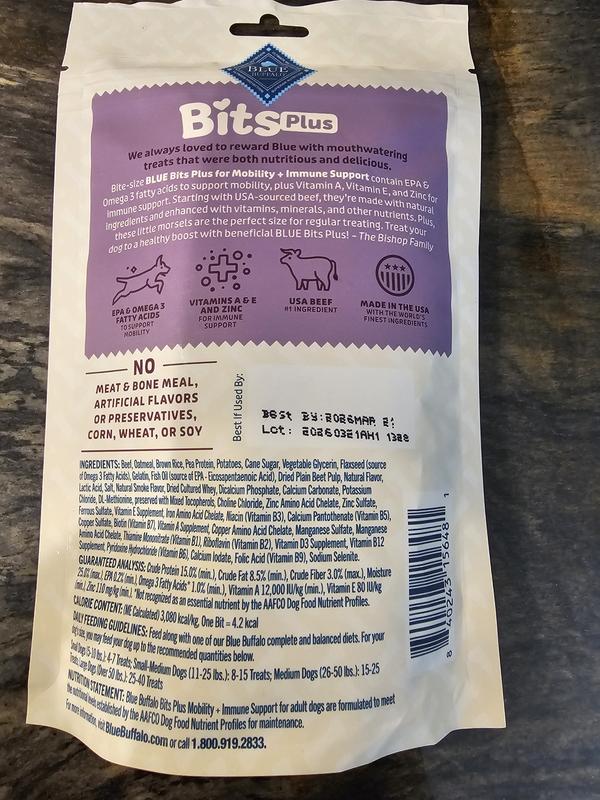 BLUE
BUFFALO
Bits Plus
We always loved to reward Blue with mouthwatering
treats that were both nutritious and delicious.
Bite-size BLUE Bits Plus for Mobility + Immune Support contain EPA &
Omega 3 fatty acids to support mobility, plus Vitamin A, Vitamin E, and Zinc for
immune support. Starting with USA-sourced beef, they're made with natural
ingredients and enhanced with vitamins, minerals, and other nutrients. Plus,
these little morsels are the perfect size for regular treating. Treat your
dog to a healthy boost with beneficial BLUE Bits Plus! – The Bishop Family
EPA & OMEGA 3
FATTY ACIDS
TO SUPPORT
MOBILITY
VITAMINS A & E
AND ZINC
FOR IMMUNE
SUPPORT
USA BEEF
#1 INGREDIENT
MADE IN THE USA
WITH THE WORLD'S
FINEST INGREDIENTS
NO
MEAT & BONE MEAL,
ARTIFICIAL FLAVORS
OR PRESERVATIVES,
CORN, WHEAT, OR SOY
Best If Used By:
Best By:2026MAR 21
Lot: 20260321AH1 1328
INGREDIENTS: Beef, Oatmeal, Brown Rice, Pea Protein, Potatoes, Cane Sugar, Vegetable Glycerin, Flaxseed (source
of Omega 3 Fatty Acids), Gelatin, Fish Oil (source of EPA - Eicosapentaenoic Acid), Dried Plain Beet Pulp, Natural Flavor,
Lactic Acid, Salt, Natural Smoke Flavor, Dried Cultured Whey, Dicalcium Phosphate, Calcium Carbonate, Potassium
Chloride, DL-Methionine, preserved with Mixed Tocopherols, Choline Chloride, Zinc Amino Acid Chelate, Zinc Sulfate,
Ferrous Sulfate, Vitamin E Supplement, Iron Amino Acid Chelate, Niacin (Vitamin B3), Calcium Pantothenate (Vitamin B5),
Copper Sulfate, Biotin (Vitamin B7), Vitamin A Supplement, Copper Amino Acid Chelate, Manganese Sulfate, Manganese
Amino Acid Chelate, Thiamine Mononitrate (Vitamin B1), Riboflavin (Vitamin B2), Vitamin D3 Supplement, Vitamin B12
Supplement, Pyridoxine Hydrochloride (Vitamin B6), Calcium Iodate, Folic Acid (Vitamin B9), Sodium Selenite.
GUARANTEED ANALYSIS: Crude Protein 15.0% (min.), Crude Fat 8.5% (min.), Crude Fiber 3.0% (max.), Moisture
25.0% (max.), EPA 0.2% (min.), Omega 3 Fatty Acids* 1.0% (min.), Vitamin A 12,000 IU/kg (min.), Vitamin E 80 IU/kg
(min.), Zinc 110 mg/kg (min.). *Not recognized as an essential nutrient by the AAFCO Dog Food Nutrient Profiles.
CALORIE CONTENT: (ME Calculated) 3,080 kcal/kg, One Bit = 4.2 kcal
DAILY FEEDING GUIDELINES: Feed along with one of our Blue Buffalo complete and balanced diets. For your
dog's size, you may feed your dog up to the recommended quantities below.
Small Dogs (5-10 lbs.): 4-7 Treats; Small-Medium Dogs (11-25 lbs.): 8-15 Treats; Medium Dogs (26-50 lbs.): 15-25
Treats; Large Dogs (Over 50 lbs.): 25-40 Treats
NUTRITION STATEMENT: Blue Buffalo Bits Plus Mobility + Immune Support for adult dogs are formulated to meet
the nutritional levels established by the AAFCO Dog Food Nutrient Profiles for maintenance.
For more information, visit BlueBuffalo.com or call 1.800.919.2833.
8 40243 15648 1